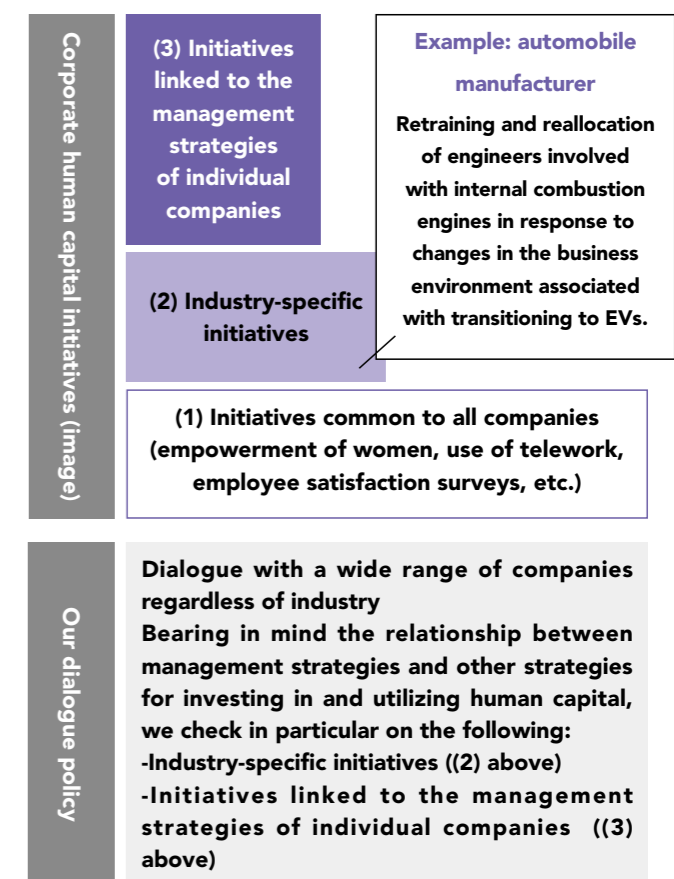 Corporate human capital initiatives (image)
(3) Initiatives
linked to the
management
strategies
of individual
companies
Example: automobile
manufacturer
Retraining and reallocation
of engineers involved
with internal combustion
engines in response to
changes in the business
environment associated
with transitioning to EVs.
(2) Industry-specific
initiatives
(1) Initiatives common to all companies
(empowerment of women, use of telework,
employee satisfaction surveys, etc.)
Our dialogue policy
Dialogue with a wide range of companies
regardless of industry
Bearing in mind the relationship between
management strategies and other strategies
for investing in and utilizing human capital,
we check in particular on the following:
-Industry-specific initiatives ((2) above)
-Initiatives linked to the management
strategies of individual companies ((3)
above)